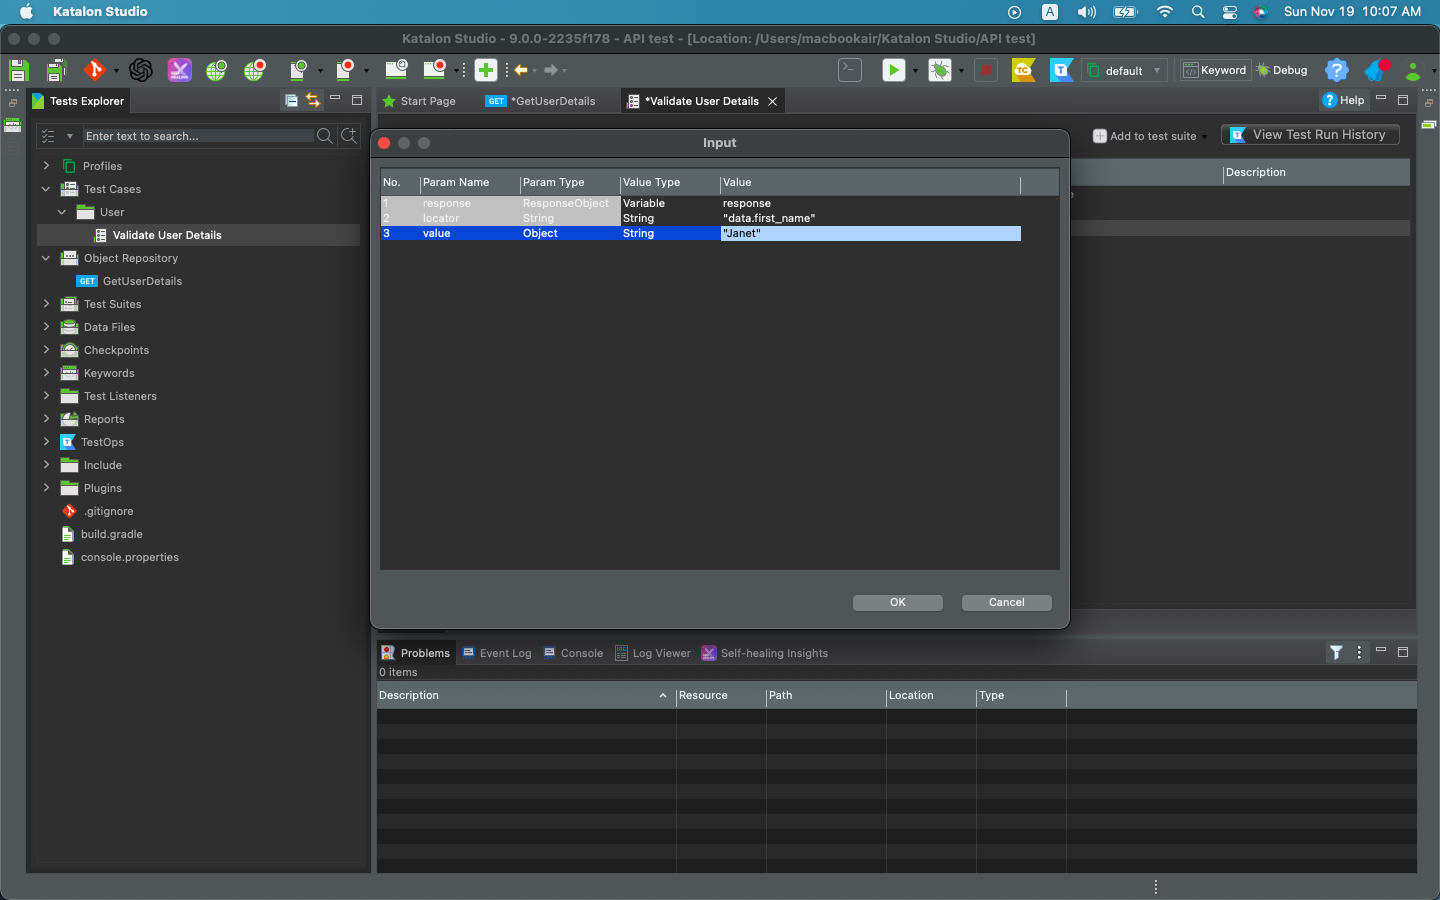 Katalon Studio
A
Sun Nov 19 10:07 AM
Katalon Studio - 9.0.0-2235f178 - API test - [Location: /Users/macbookair/Katalon Studio/API test]
TC
T
default
Keyword
Debug
?
Tests Explorer
Start Page
GET *GetUserDetails
*Validate User Details
? Help
Enter text to search...
Add to test suite
View Test Run History
Description
Profiles
Test Cases
User
Validate User Details
Object Repository
GET GetUserDetails
Test Suites
Data Files
Checkpoints
Keywords
Test Listeners
Reports
TestOps
Include
Plugins
.gitignore
build.gradle
console.properties
Input
No. Param Name Param Type Value Type Value
1 response ResponseObject Variable response
2 locator String String "data.first_name"
3 value Object String "Janet"
OK Cancel
Problems Event Log Console Log Viewer Self-healing Insights
0 items
Description Resource Path Location Type